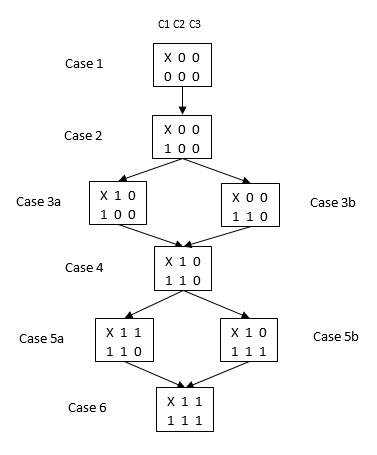 C1 C2 C3
Case 1
X 0 0
0 0 0
Case 2
X 0 0
1 0 0
Case 3a
X 1 0
1 0 0
X 0 0
1 1 0
Case 3b
Case 4
X 1 0
1 1 0
Case 5a
X 1 1
1 1 0
X 1 0
1 1 1
Case 5b
Case 6
X 1 1
1 1 1